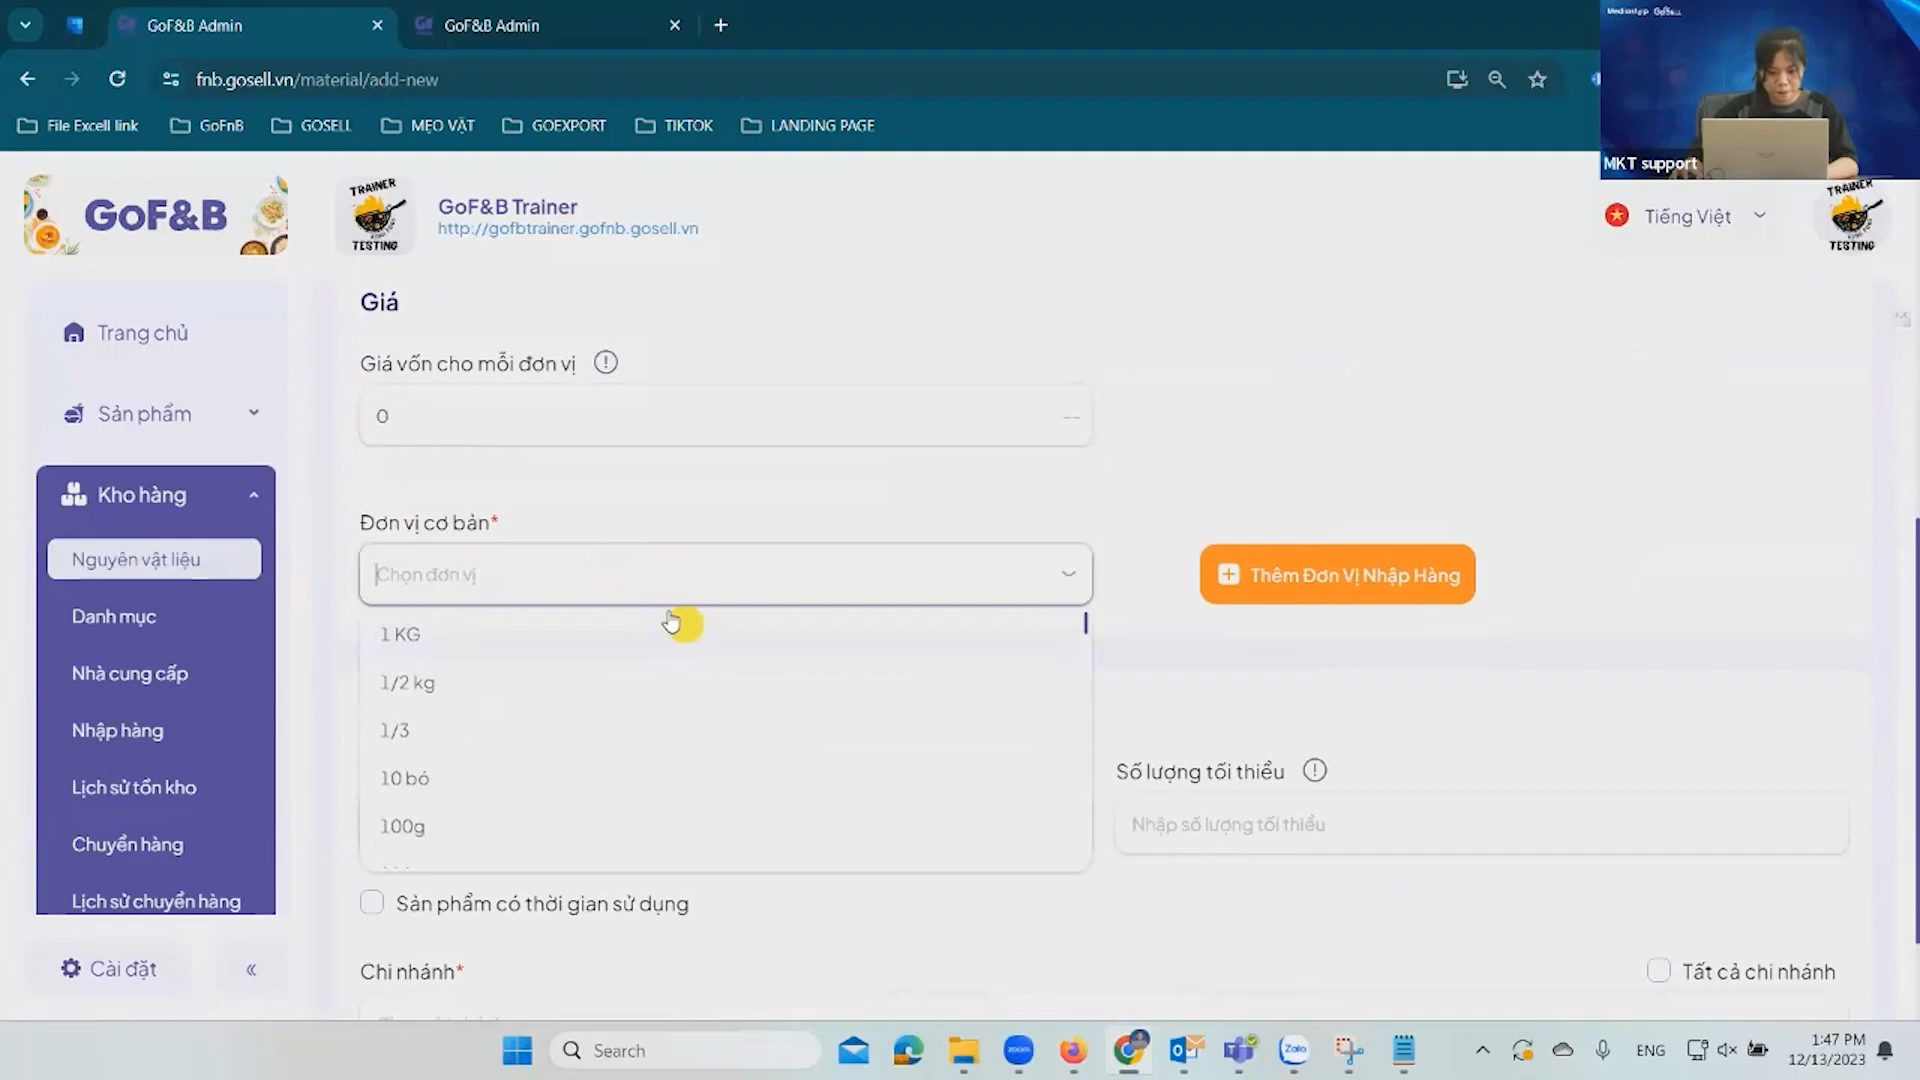 GoF&B Admin
GoF&B Admin
fnb.gosell.vn/material/add-new
File Excell link
GoFnB
GOSELL
MẸO VẶT
GOEXPORT
TIKTOK
LANDING PAGE
MKT support
GoF&B
TRAINER
TESTING
GoF&B Trainer
http://gofbtrainer.gofnb.gosell.vn
Tiếng Việt
TRAINER
TESTING
Trang chủ
Sản phẩm
Kho hàng
Nguyên vật liệu
Danh mục
Nhà cung cấp
Nhập hàng
Lịch sử tồn kho
Chuyển hàng
Lịch sử chuyển hàng
Cài đặt
Giá
Giá vốn cho mỗi đơn vị
0
--
Đơn vị cơ bản*
Chọn đơn vị
Thêm Đơn Vị Nhập Hàng
1 KG
1/2 kg
1/3
10 bó
100g
Số lượng tối thiểu
Nhập số lượng tối thiểu
Sản phẩm có thời gian sử dụng
Chi nhánh*
Tất cả chi nhánh
Search
zoom
Zalo
ENG
1:47 PM
12/13/2023